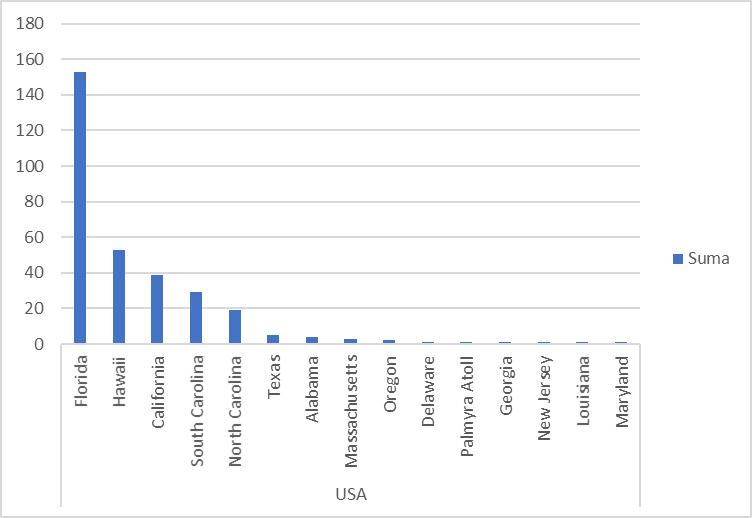 180
160
140
120
100
80
60
40
20
0
Florida
Hawaii
California
South Carolina
North Carolina
Texas
Alabama
Massachusetts
Oregon
Delaware
Palmyra Atoll
Georgia
New Jersey
Louisiana
Maryland
USA
Suma